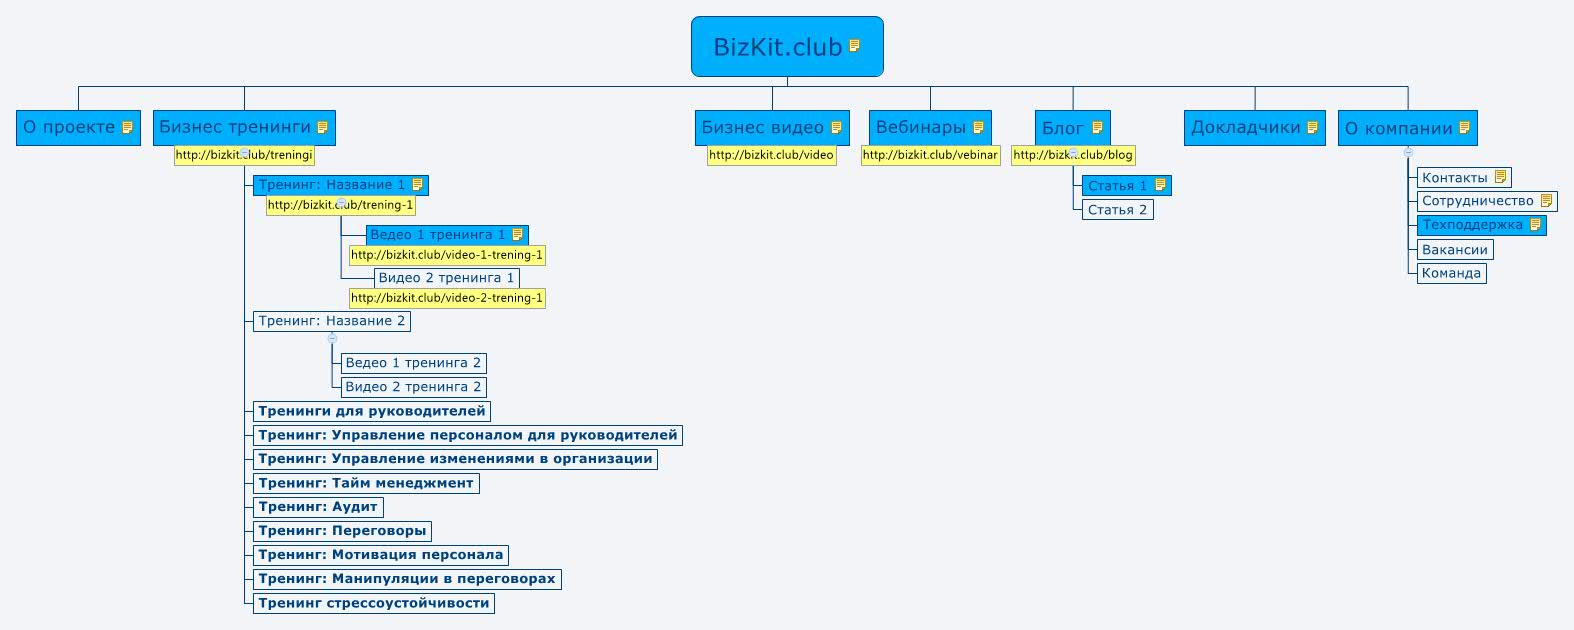 BizKit.club
О проекте
Бизнес тренинги
http://bizkit.club/treningi
Тренинг: Название 1
http://bizkit.club/trening-1
Ведео 1 тренинга 1
http://bizkit.club/video-1-trening-1
Видео 2 тренинга 1
http://bizkit.club/video-2-trening-1
Тренинг: Название 2
Ведео 1 тренинга 2
Видео 2 тренинга 2
Тренинги для руководителей
Тренинг: Управление персоналом для руководителей
Тренинг: Управление изменениями в организации
Тренинг: Тайм менеджмент
Тренинг: Аудит
Тренинг: Переговоры
Тренинг: Мотивация персонала
Тренинг: Манипуляции в переговорах
Тренинг стрессоустойчивости
Бизнес видео
http://bizkit.club/video
Вебинары
http://bizkit.club/vebinar
Блог
http://bizkit.club/blog
Статья 1
Статья 2
Докладчики
О компании
Контакты
Сотрудничество
Техподдержка
Вакансии
Команда